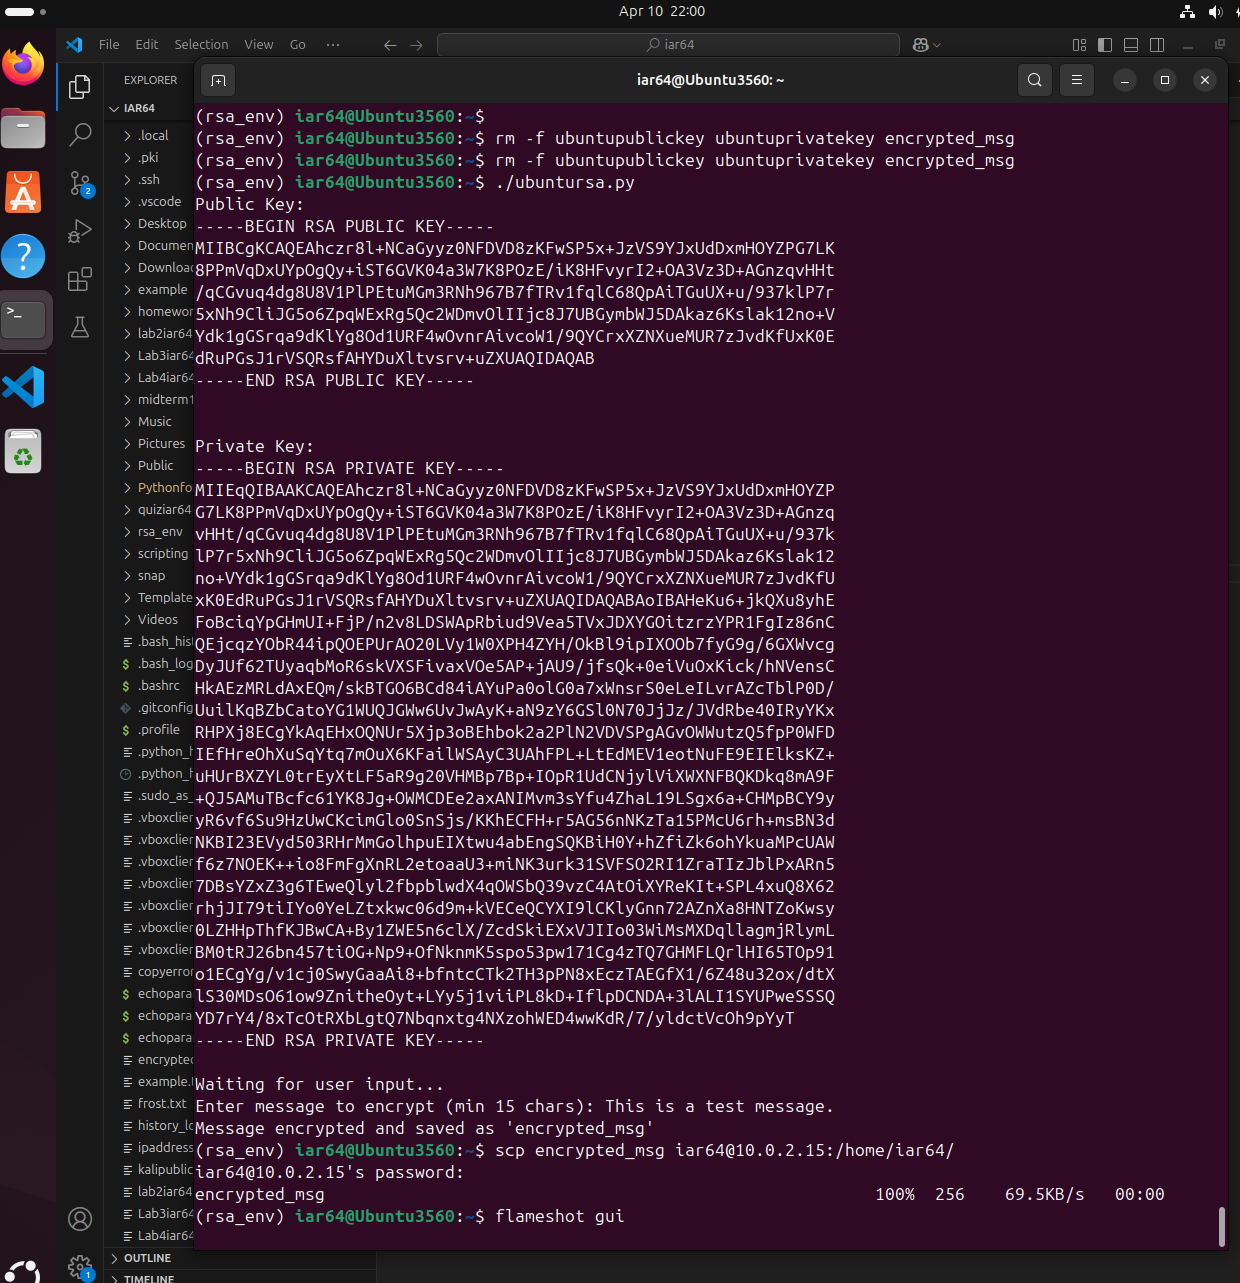 Apr 10 22:00
File Edit Selection View Go ··· iar64
EXPLORER
IAR64
.local
.pki
.ssh
.vscode
Desktop
Documen
Downloac
example
homewor
lab2iar64
Lab3iar64
Lab4iar64
midterm1
Music
Pictures
Public
Pythonfo
quiziar64
rsa_env
scripting
snap
Template
Videos
.bash_his
.bash_log
.bashrc
.gitconfig
.profile
.python_h
.python_h
.sudo_as_
.vboxclier
.vboxclier
.vboxclier
.vboxclier
.vboxclier
.vboxclier
.vboxclier
copyerror
echopara
echopara
echopara
encrypted
example.
frost.txt
history_lo
ipaddress
kalipublic
lab2iar64
Lab3iar64
Lab4iar64
OUTLINE
TIMELINE
2
1
iar64@Ubuntu3560: ~
(rsa_env) iar64@Ubuntu3560:~$
(rsa_env) iar64@Ubuntu3560:~$ rm -f ubuntupublickey ubuntuprivatekey encrypted_msg
(rsa_env) iar64@Ubuntu3560:~$ rm -f ubuntupublickey ubuntuprivatekey encrypted_msg
(rsa_env) iar64@Ubuntu3560:~$ ./ubuntursa.py
Public Key:
-----BEGIN RSA PUBLIC KEY-----
MIIBCgKCAQEAhczr8l+NCaGyyz0NFDVD8zKFwSP5x+JzVS9YJxUdDxmHOYZPG7LK
8PPmVqDxUYpOgQy+iST6GVK04a3W7K8POzE/iK8HFvyrI2+OA3Vz3D+AGnzqvHHt
/qCGvuq4dg8U8V1PlPEtuMGm3RNh967B7fTRv1fqlC68QpAiTGuUX+u/937klP7r
5xNh9CliJG5o6ZpqWExRg5Qc2WDmvOlIIjc8J7UBGymbWJ5DAkaz6Kslak12no+V
Ydk1gGSrqa9dKlYg8Od1URF4wOvnrAivcoW1/9QYCrxXZNXueMUR7zJvdKfUxK0E
dRuPGsJ1rVSQRsfAHYDuXltvsrv+uZXUAQIDAQAB
-----END RSA PUBLIC KEY-----
Private Key:
-----BEGIN RSA PRIVATE KEY-----
MIIEqQIBAAKCAQEAhczr8l+NCaGyyz0NFDVD8zKFwSP5x+JzVS9YJxUdDxmHOYZP
G7LK8PPmVqDxUYpOgQy+iST6GVK04a3W7K8POzE/iK8HFvyrI2+OA3Vz3D+AGnzq
vHHt/qCGvuq4dg8U8V1PlPEtuMGm3RNh967B7fTRv1fqlC68QpAiTGuUX+u/937k
lP7r5xNh9CliJG5o6ZpqWExRg5Qc2WDmvOlIIjc8J7UBGymbWJ5DAkaz6Kslak12
no+VYdk1gGSrqa9dKlYg8Od1URF4wOvnrAivcoW1/9QYCrxXZNXueMUR7zJvdKfU
xK0EdRuPGsJ1rVSQRsfAHYDuXltvsrv+uZXUAQIDAQABAoIBAHeKu6+jkQXu8yhE
FoBciqYpGHmUI+FjP/n2v8LDSWApRbiud9Vea5TVxJDXYGOitzrzYPR1FgIz86nC
QEjcqzYObR44ipQOEPUrAO20LVy1W0XPH4ZYH/OkBl9ipIXOOb7fyG9g/6GXWvcg
DyJUf62TUyaqbMoR6skVXSFivaxVOe5AP+jAU9/jfsQk+0eiVuOxKick/hNVensC
HkAEzMRLdAxEQm/skBTGO6BCd84iAYuPa0olG0a7xWnsrS0eLeILvrAZcTblP0D/
UuilKqBZbCatoYG1WUQJGWw6UvJwAyK+aN9zY6GSl0N70JjJz/JVdRbe40IRyYKx
RHPXj8ECgYkAqEHxOQNUr5Xjp3oBEhbok2a2PlN2VDVSPgAGvOWWutzQ5fpP0WFD
IEfHreOhXuSqYtq7mOuX6KFailWSAyC3UAhFPL+LtEdMEV1eotNuFE9EIElksKZ+
uHUrBXZYL0trEyXtLF5aR9g20VHMBp7Bp+IOpR1UdCNjylViXWXNFBQKDkq8mA9F
+QJ5AMuTBcfc61YK8Jg+OWMCDEe2axANIMvm3sYfu4ZhaL19LSgx6a+CHMpBCY9y
yR6vf6Su9HzUwCKcimGlo0SnSjs/KKhECFH+r5AG56nNKzTa15PMcU6rh+msBN3d
NKBI23EVyd503RHrMmGolhpuEIXtwu4abEngSQKBiH0Y+hZfiZk6ohYkuaMPcUAW
f6z7NOEK++io8FmFgXnRL2etoaaU3+miNK3urk31SVFSO2RI1ZraTIzJblPxARn5
7DBsYZxZ3g6TEweQlyl2fbpblwdX4qOWSbQ39vzC4AtOiXYReKIt+SPL4xuQ8X62
rhjJI79tiIYo0YeLZtxkwc06d9m+kVECeQCYXI9lCKlyGnn72AZnXa8HNTZoKwsy
0LZHHpThfKJBwCA+By1ZWE5n6clX/ZcdSkiEXxVJIIo03WiMsMXDqllagmjRlymL
BM0tRJ26bn457tiOG+Np9+OfNknmK5spo53pw171Cg4zTQ7GHMFLQrlHI65TOp91
o1ECgYg/v1cj0SwyGaaAi8+bfntcCTk2TH3pPN8xEczTAEGfX1/6Z48u32ox/dtX
lS30MDsO61ow9ZnitheOyt+LYy5j1viiPL8kD+IflpDCNDA+3lALI1SYUPweSSSQ
YD7rY4/8xTcOtRXbLgtQ7Nbqnxtg4NXzohWED4wwKdR/7/yldctVcOh9pYyT
-----END RSA PRIVATE KEY-----
Waiting for user input...
Enter message to encrypt (min 15 chars): This is a test message.
Message encrypted and saved as 'encrypted_msg'
(rsa_env) iar64@Ubuntu3560:~$ scp encrypted_msg iar64@10.0.2.15:/home/iar64/
iar64@10.0.2.15's password:
encrypted_msg 100% 256 69.5KB/s 00:00
(rsa_env) iar64@Ubuntu3560:~$ flameshot gui